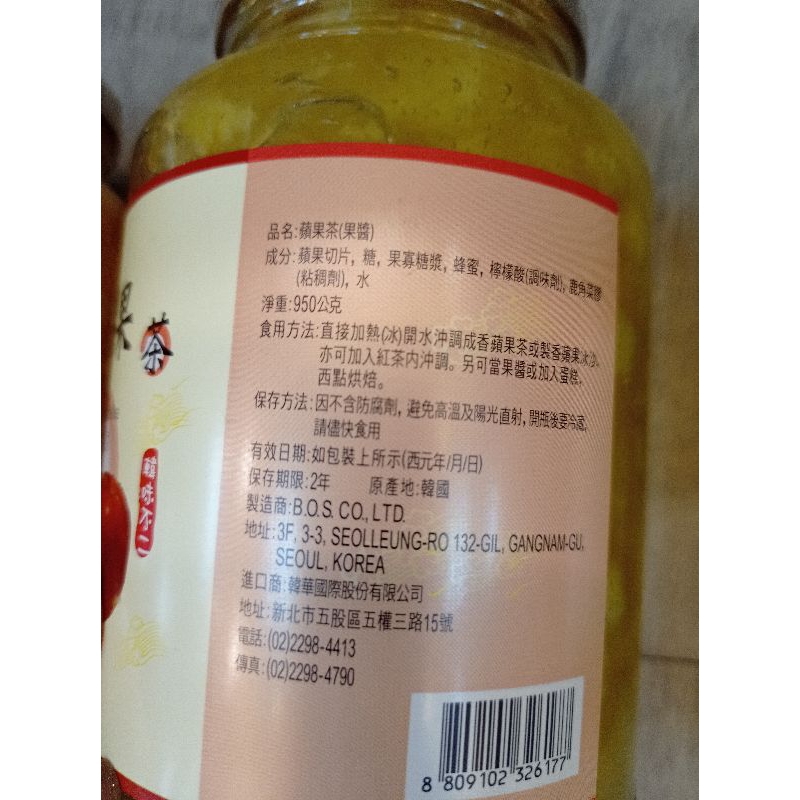 果
茶
韓味不二
品名:蘋果茶(果醬)
成分:蘋果切片, 糖, 果寡糖漿, 蜂蜜, 檸檬酸(調味劑), 鹿角菜膠
(粘稠劑), 水
淨重:950公克
食用方法:直接加熱(冰)開水沖調成香蘋果茶或製香蘋果冰沙,
亦可加入紅茶內沖調。另可當果醬或加入蛋糕,
西點烘焙。
保存方法:因不含防腐劑, 避免高溫及陽光直射, 開瓶後要冷藏,
請儘快食用
有效日期:如包裝上所示(西元年/月/日)
保存期限:2年 原產地:韓國
製造商:B.O.S. CO., LTD.
地址:3F, 3-3, SEOLLEUNG-RO 132-GIL, GANGNAM-GU,
SEOUL, KOREA
進口商:韓華國際股份有限公司
地址:新北市五股區五權三路15號
電話:(02)2298-4413
傳真:(02)2298-4790
8 809102 326177